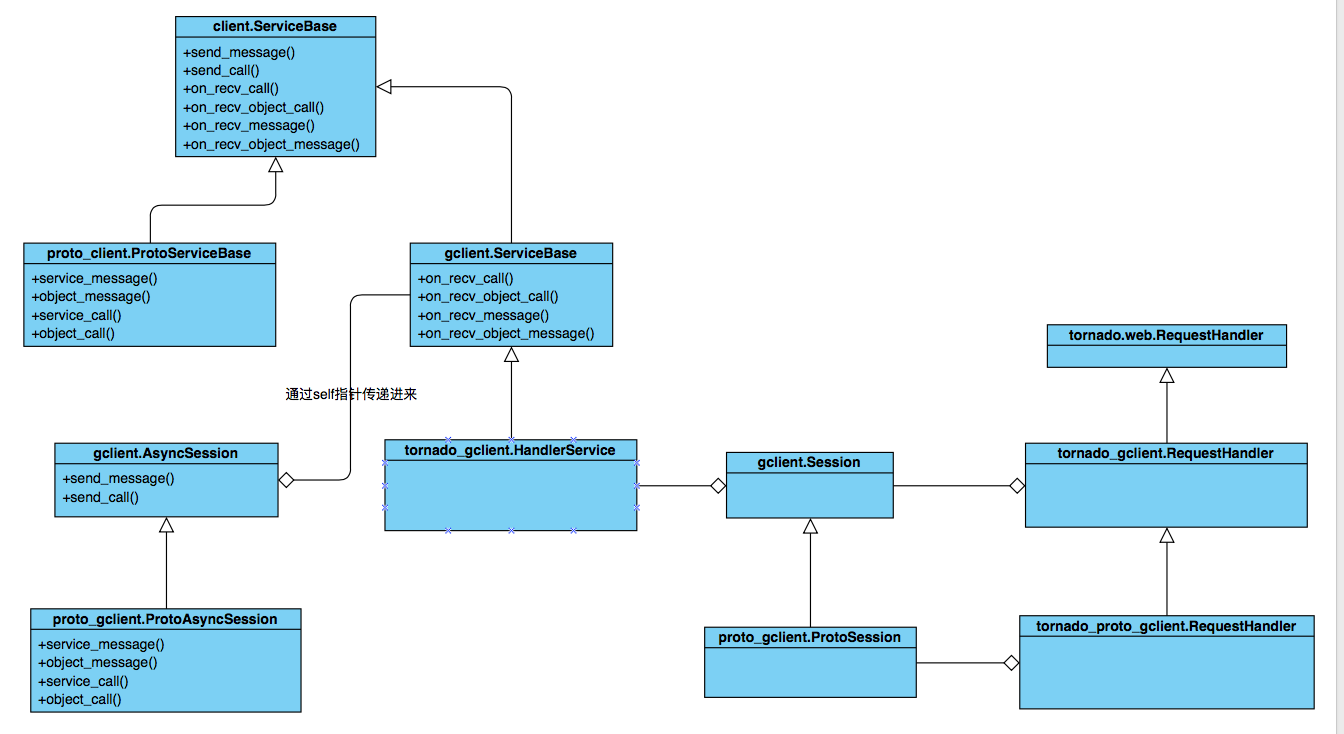 client.ServiceBase
+send_message()
+send_call()
+on_recv_call()
+on_recv_object_call()
+on_recv_message()
+on_recv_object_message()
proto_client.ProtoServiceBase
+service_message()
+object_message()
+service_call()
+object_call()
gclient.ServiceBase
+on_recv_call()
+on_recv_object_call()
+on_recv_message()
+on_recv_object_message()
tornado.web.RequestHandler
通过self指针传递进来
gclient.AsyncSession
+send_message()
+send_call()
tornado_gclient.HandlerService
gclient.Session
tornado_gclient.RequestHandler
proto_gclient.ProtoAsyncSession
+service_message()
+object_message()
+service_call()
+object_call()
proto_gclient.ProtoSession
tornado_proto_gclient.RequestHandler